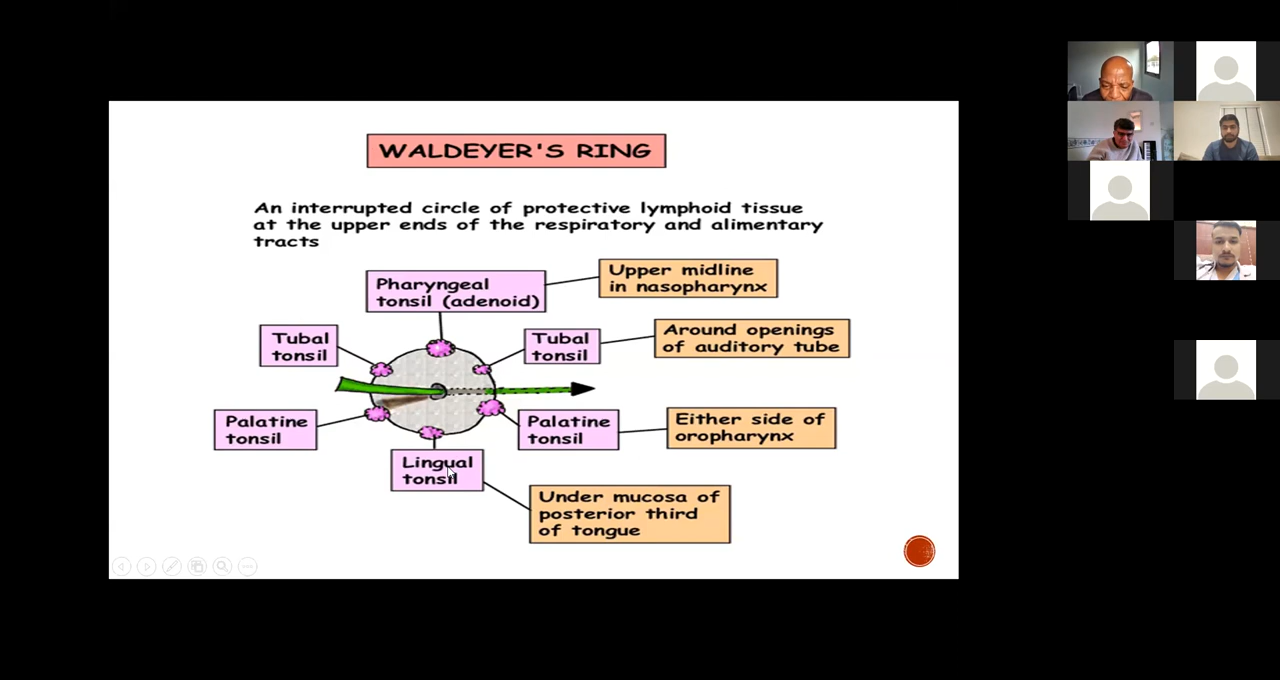 WALDEYER'S RING
An interrupted circle of protective lymphoid tissue
at the upper ends of the respiratory and alimentary
tracts
Pharyngeal
tonsil (adenoid)
Upper midline
in nasopharynx
Tubal
tonsil
Tubal
tonsil
Around openings
of auditory tube
Palatine
tonsil
Palatine
tonsil
Either side of
oropharynx
Lingual
tonsil
Under mucosa of
posterior third
of tongue